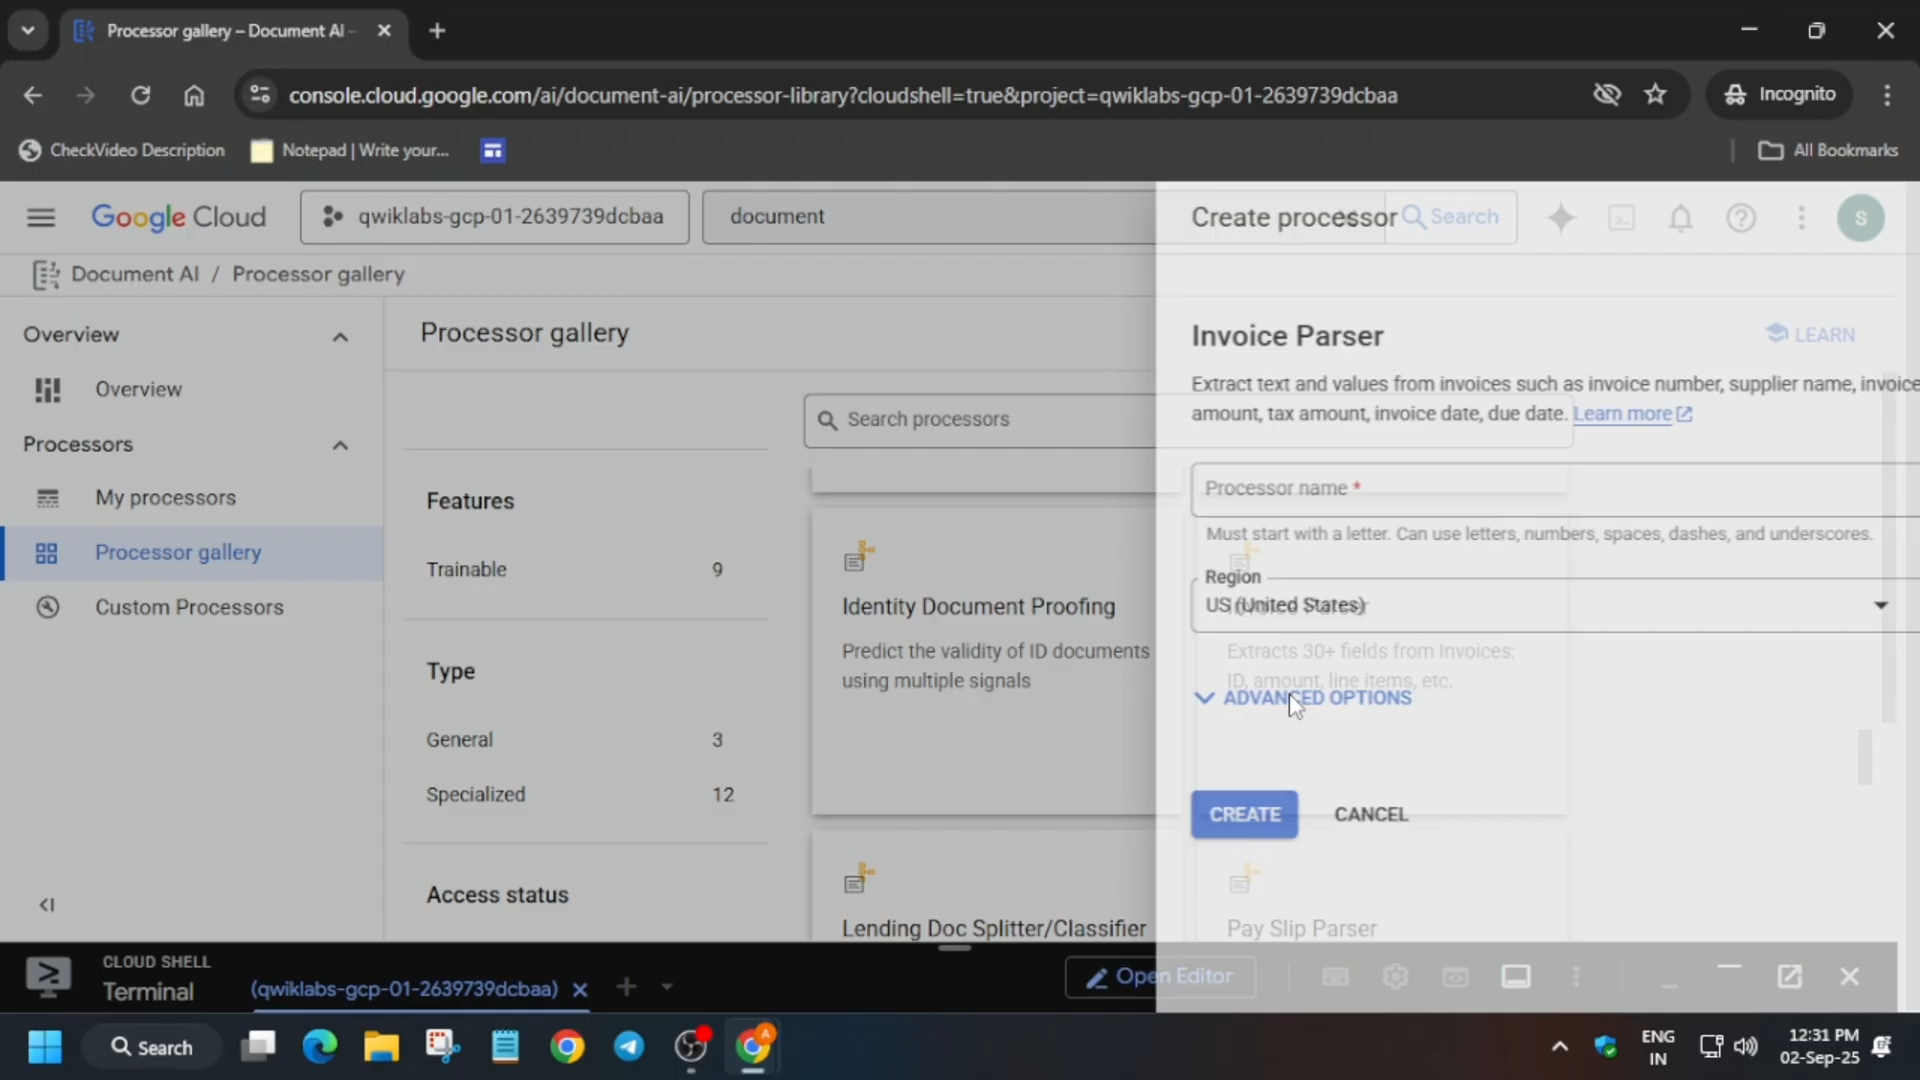 Processor gallery – Document AI -
console.cloud.google.com/ai/document-ai/processor-library?cloudshell=true&project=qwiklabs-gcp-01-2639739dcbaa
Incognito
CheckVideo Description
Notepad | Write your...
All Bookmarks
Google Cloud
qwiklabs-gcp-01-2639739dcbaa
document
Create processor
Search
S
Document AI / Processor gallery
Overview
Overview
Processors
My processors
Processor gallery
Custom Processors
Processor gallery
Search processors
Features
Trainable 9
Type
General 3
Specialized 12
Access status
Identity Document Proofing
Predict the validity of ID documents
using multiple signals
Lending Doc Splitter/Classifier
Invoice Parser
LEARN
Extract text and values from invoices such as invoice number, supplier name, invoice
amount, tax amount, invoice date, due date. Learn more
Processor name *
Must start with a letter. Can use letters, numbers, spaces, dashes, and underscores.
Region
US (United States)
Invoice Parser
Extracts 30+ fields from Invoices:
ID, amount, line items, etc.
ADVANCED OPTIONS
CREATE
CANCEL
Pay Slip Parser
CLOUD SHELL
Terminal
(qwiklabs-gcp-01-2639739dcbaa)
Open Editor
Search
A
ENG
IN
12:31 PM
02-Sep-25